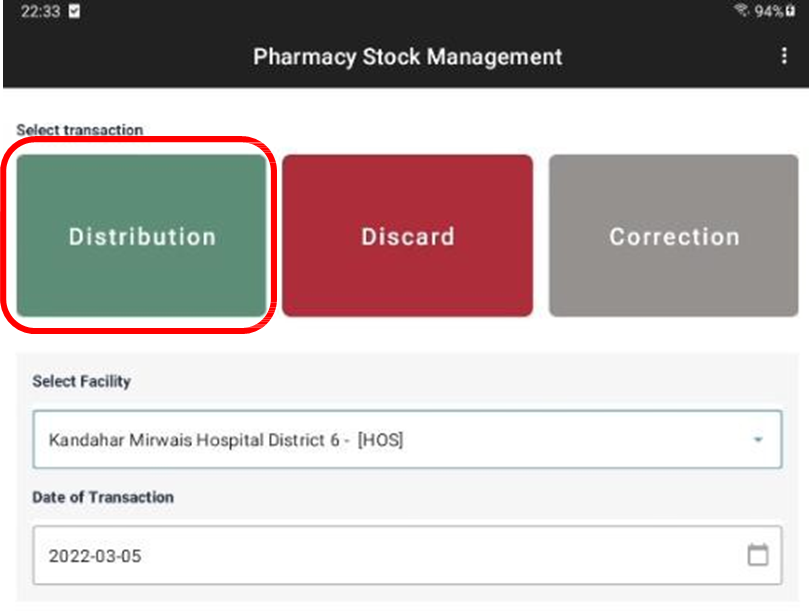 22:33 94%
Pharmacy Stock Management
Select transaction
Distribution Discard Correction
Select Facility
Kandahar Mirwais Hospital District 6 - [HOS]
Date of Transaction
2022-03-05